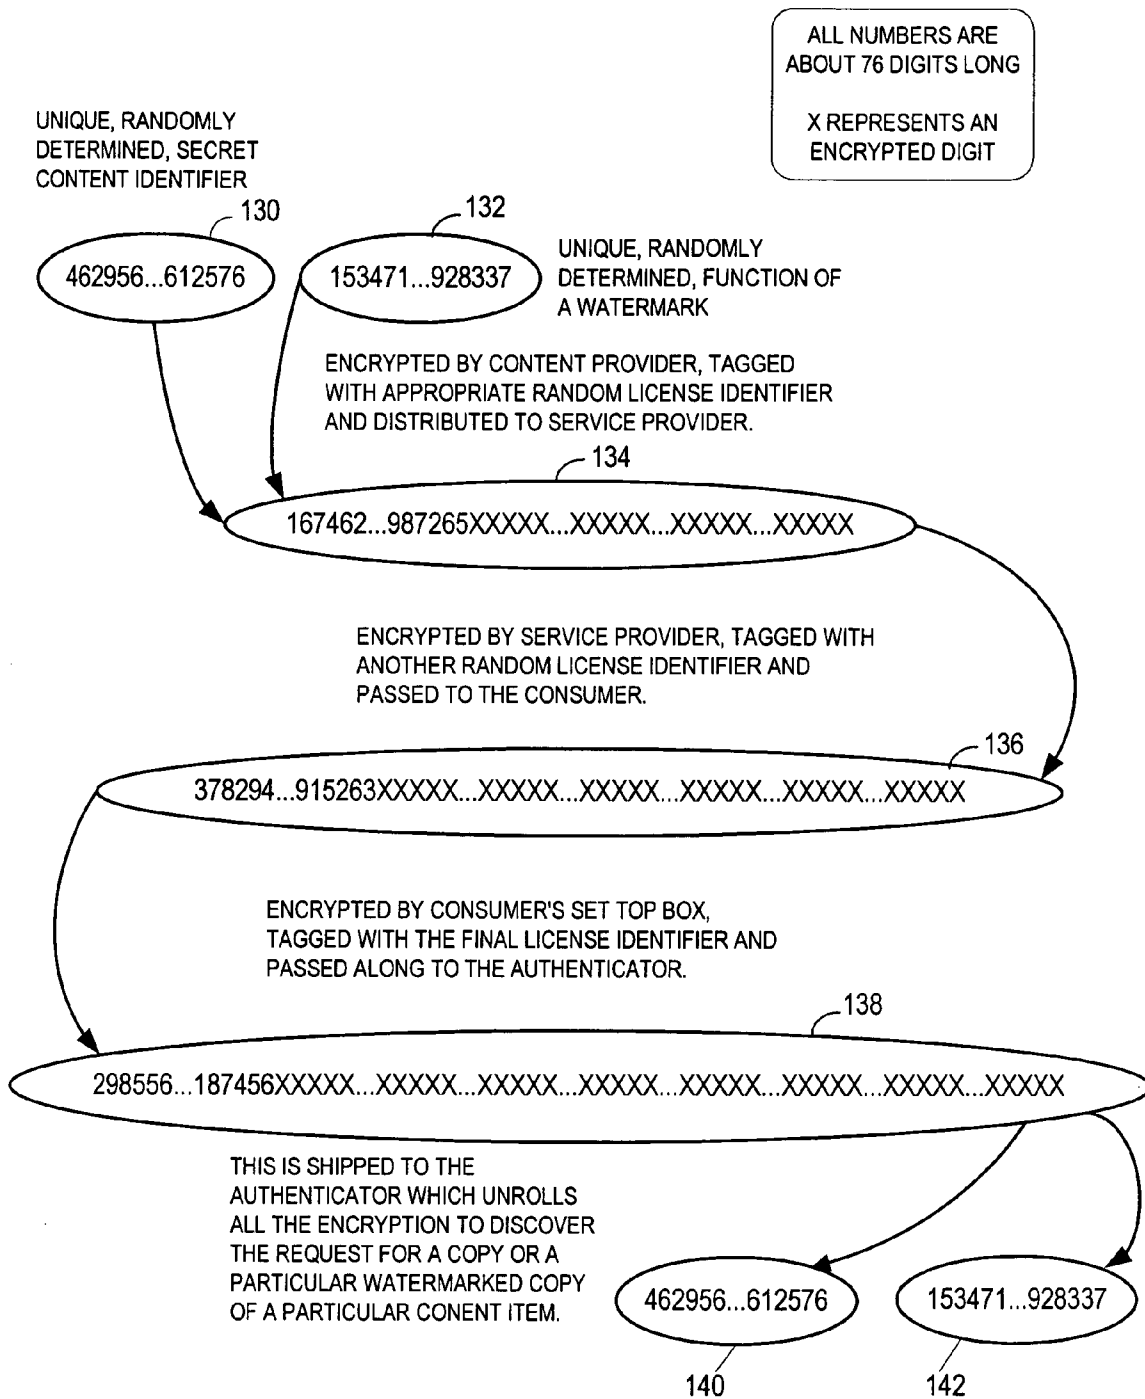 ALL NUMBERS ARE
ABOUT 76 DIGITS LONG
X REPRESENTS AN
ENCRYPTED DIGIT
UNIQUE, RANDOMLY
DETERMINED, SECRET
CONTENT IDENTIFIER
130
132
462956...612576
153471...928337
UNIQUE, RANDOMLY
DETERMINED, FUNCTION OF
A WATERMARK
ENCRYPTED BY CONTENT PROVIDER, TAGGED
WITH APPROPRIATE RANDOM LICENSE IDENTIFIER
AND DISTRIBUTED TO SERVICE PROVIDER.
134
167462...987265XXXXX...XXXXX...XXXXX...XXXXX
ENCRYPTED BY SERVICE PROVIDER, TAGGED WITH
ANOTHER RANDOM LICENSE IDENTIFIER AND
PASSED TO THE CONSUMER.
136
378294...915263XXXXX...XXXXX...XXXXX...XXXXX...XXXXX...XXXXX
ENCRYPTED BY CONSUMER'S SET TOP BOX,
TAGGED WITH THE FINAL LICENSE IDENTIFIER AND
PASSED ALONG TO THE AUTHENTICATOR.
138
298556...187456XXXXX...XXXXX...XXXXX...XXXXX...XXXXX...XXXXX...XXXXX...XXXXX
THIS IS SHIPPED TO THE
AUTHENTICATOR WHICH UNROLLS
ALL THE ENCRYPTION TO DISCOVER
THE REQUEST FOR A COPY OR A
PARTICULAR WATERMARKED COPY
OF A PARTICULAR CONENT ITEM.
462956...612576
153471...928337
140
142